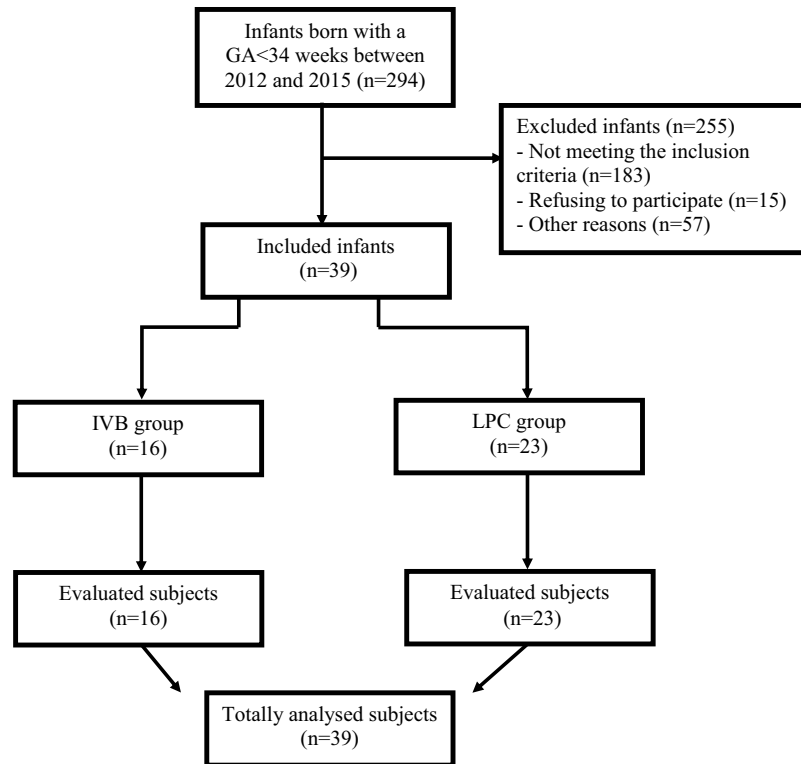 Infants born with a
GA<34 weeks between
2012 and 2015 (n=294)
Excluded infants (n=255)
- Not meeting the inclusion
criteria (n=183)
- Refusing to participate (n=15)
- Other reasons (n=57)
Included infants
(n=39)
IVB group
(n=16)
LPC group
(n=23)
Evaluated subjects
(n=16)
Evaluated subjects
(n=23)
Totally analysed subjects
(n=39)